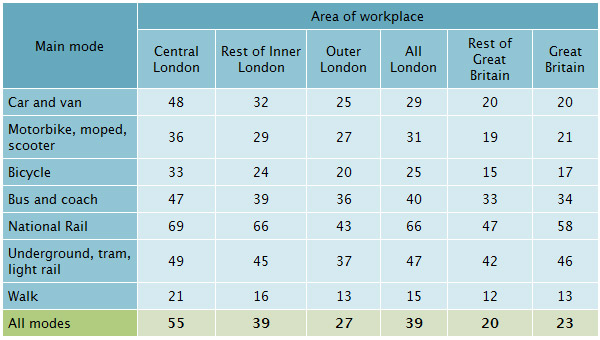 Main mode
Area of workplace
Central London
Rest of Inner London
Outer London
All London
Rest of Great Britain
Great Britain
Car and van 48 32 25 29 20 20
Motorbike, moped, scooter 36 29 27 31 19 21
Bicycle 33 24 20 25 15 17
Bus and coach 47 39 36 40 33 34
National Rail 69 66 43 66 47 58
Underground, tram, light rail 49 45 37 47 42 46
Walk 21 16 13 15 12 13
All modes 55 39 27 39 20 23